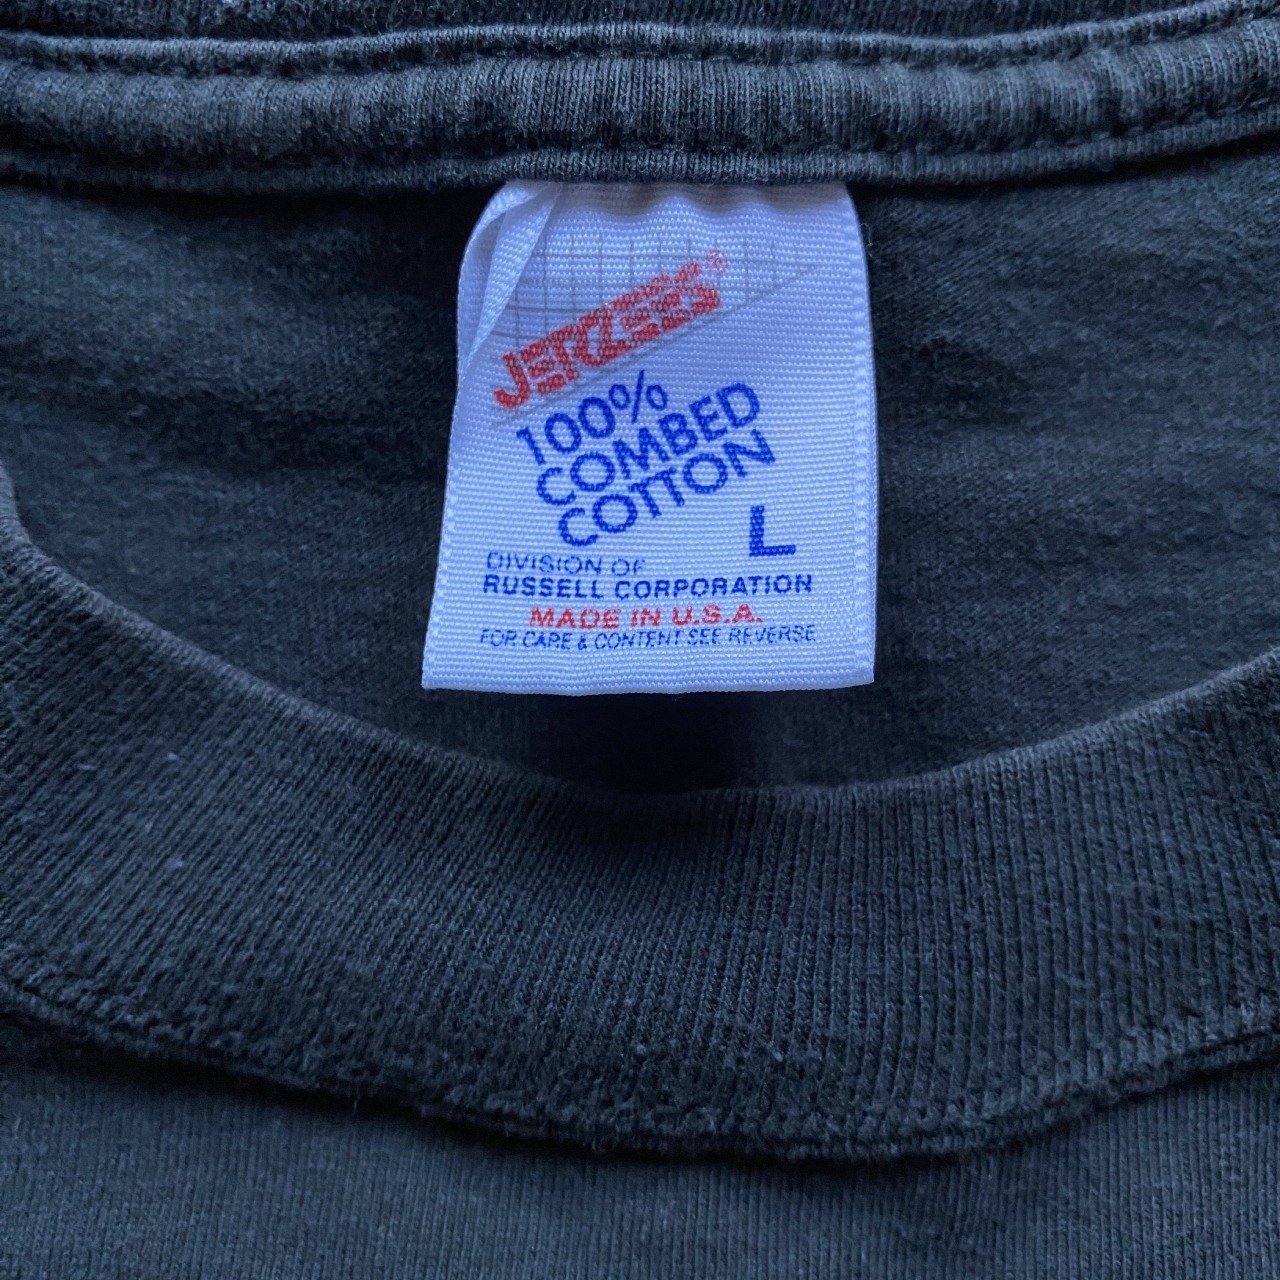 JERZEES®
100%
COMBED
COTTON
L
DIVISION OF
RUSSELL CORPORATION
MADE IN U.S.A.
FOR CARE & CONTENT SEE REVERSE